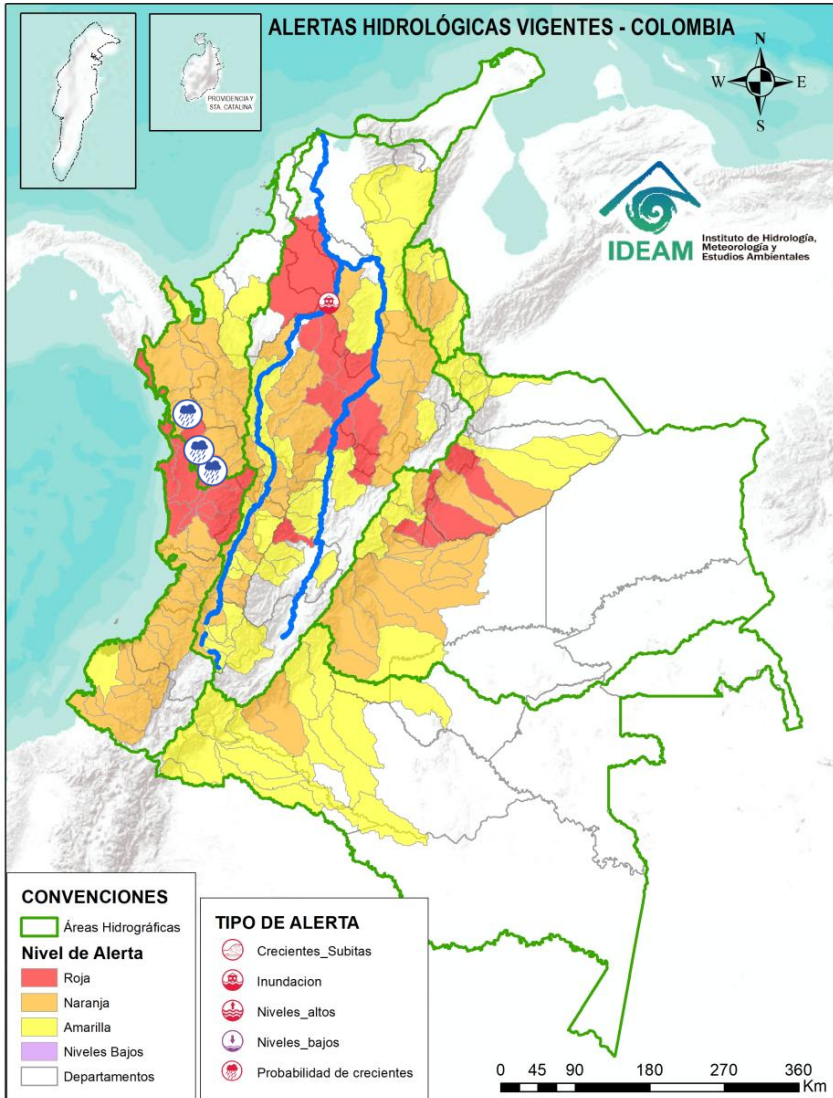 ALERTAS HIDROLÓGICAS VIGENTES - COLOMBIA
PROVIDENCIA Y
STA. CATALINA
N
W
E
S
IDEAM
Instituto de Hidrología,
Meteorología y
Estudios Ambientales
CONVENCIONES
Áreas Hidrográficas
Nivel de Alerta
Roja
Naranja
Amarilla
Niveles Bajos
Departamentos
TIPO DE ALERTA
Crecientes_Subitas
Inundacion
Niveles_altos
Niveles_bajos
Probabilidad de crecientes
0 45 90 180 270 360
Km